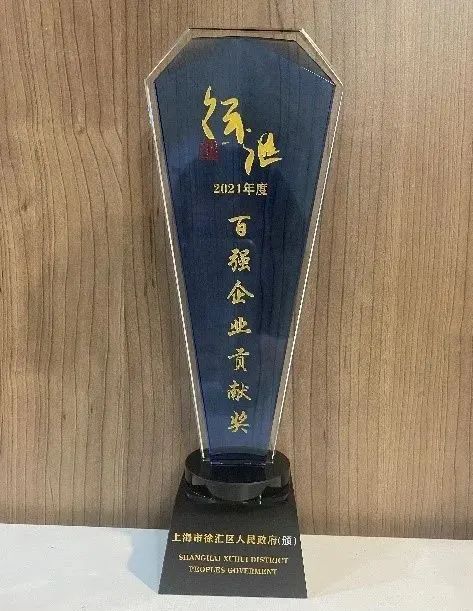 徐汇
2021年度
百强企业贡献奖
上海市徐汇区人民政府(颁)
SHANGHAI XUHUI DISTRICT
PEOPLES GOVERMENT